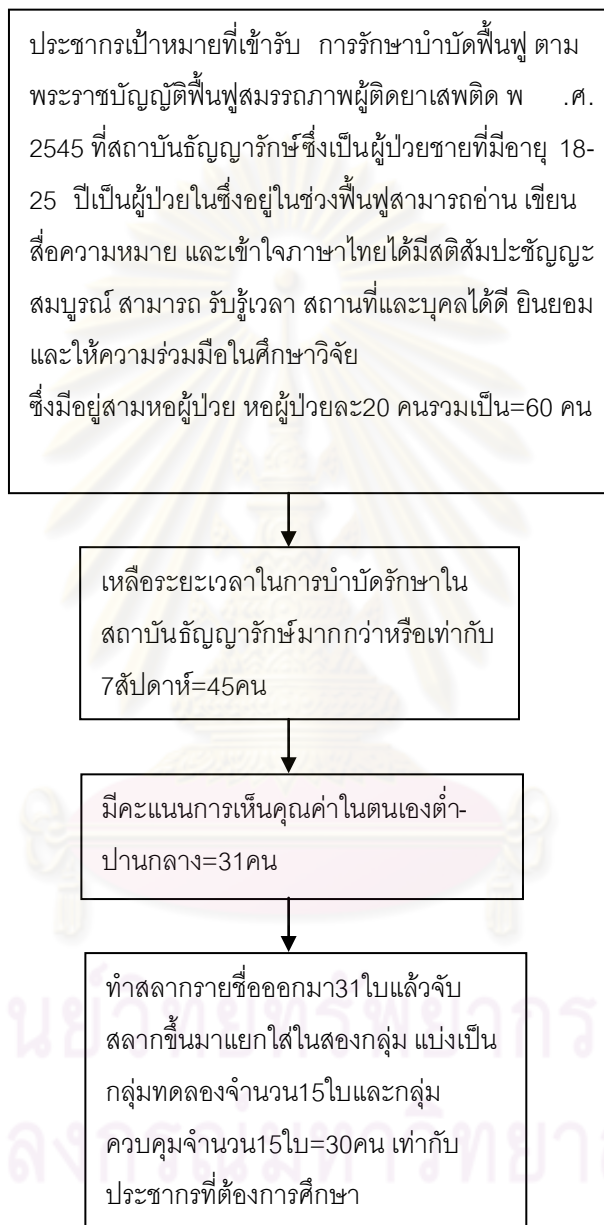 ประชากรเป้าหมายที่เข้ารับ การรักษาบำบัดฟื้นฟู ตาม
พระราชบัญญัติฟื้นฟูสมรรถภาพผู้ติดยาเสพติด พ .ศ.
2545 ที่สถาบันธัญญารักษ์ซึ่งเป็นผู้ป่วยชายที่มีอายุ 18-
25 ปีเป็นผู้ป่วยในซึ่งอยู่ในช่วงฟื้นฟูสามารถอ่าน เขียน
สื่อความหมาย และเข้าใจภาษาไทยได้มีสติสัมปะชัญญะ
สมบูรณ์ สามารถ รับรู้เวลา สถานที่และบุคลได้ดี ยินยอม
และให้ความร่วมมือในศึกษาวิจัย
ซึ่งมีอยู่สามหอผู้ป่วย หอผู้ป่วยละ20 คนรวมเป็น=60 คน
เหลือระยะเวลาในการบำบัดรักษาใน
สถาบันธัญญารักษ์มากกว่าหรือเท่ากับ
7สัปดาห์=45คน
มีคะแนนการเห็นคุณค่าในตนเองต่ำ-
ปานกลาง=31คน
ทำสลากรายชื่อออกมา31ใบแล้วจับ
สลากขึ้นมาแยกใส่ในสองกลุ่ม แบ่งเป็น
กลุ่มทดลองจำนวน15ใบและกลุ่ม
ควบคุมจำนวน15ใบ=30คน เท่ากับ
ประชากรที่ต้องการศึกษา